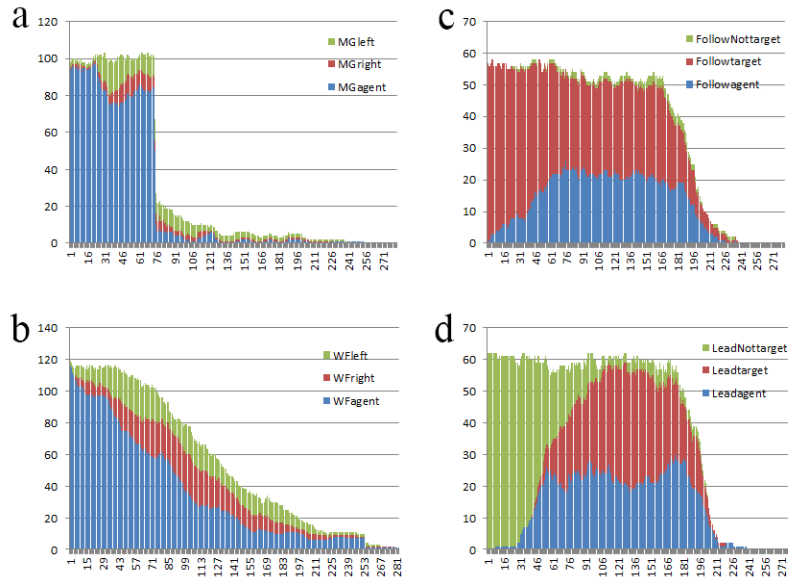 a
120
100
80
60
40
20
0
MGleft
MGright
MGagent
1 16 31 46 61 76 91 106 121 136 151 166 181 196 211 226 241 256 271
c
70
60
50
40
30
20
10
0
FollowNottarget
Followtarget
Followagent
1 16 31 46 61 76 91 106 121 136 151 166 181 196 211 226 241 256 271
b
140
120
100
80
60
40
20
0
WFleft
WFright
WFagent
1 15 29 43 57 71 85 99 113 127 141 155 169 183 197 211 225 239 253 267 281
d
70
60
50
40
30
20
10
0
LeadNottarget
Leadtarget
Leadagent
1 16 31 46 61 76 91 106 121 136 151 166 181 196 211 226 241 256 271